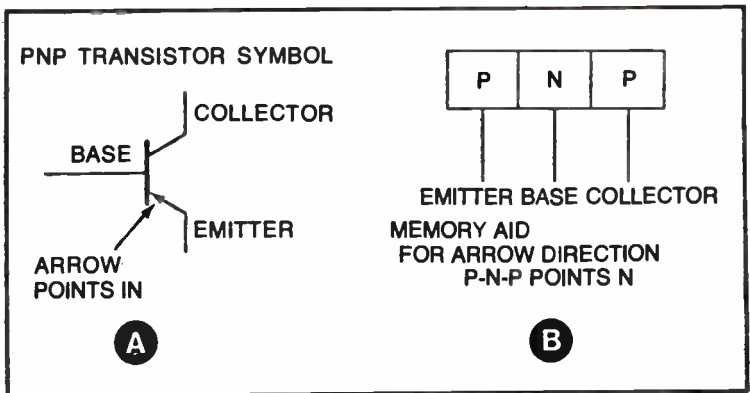 PNP TRANSISTOR SYMBOL
COLLECTOR
BASE
EMITTER
ARROW
POINTS IN
A
P N P
EMITTER BASE COLLECTOR
MEMORY AID
FOR ARROW DIRECTION
P-N-P POINTS N
B